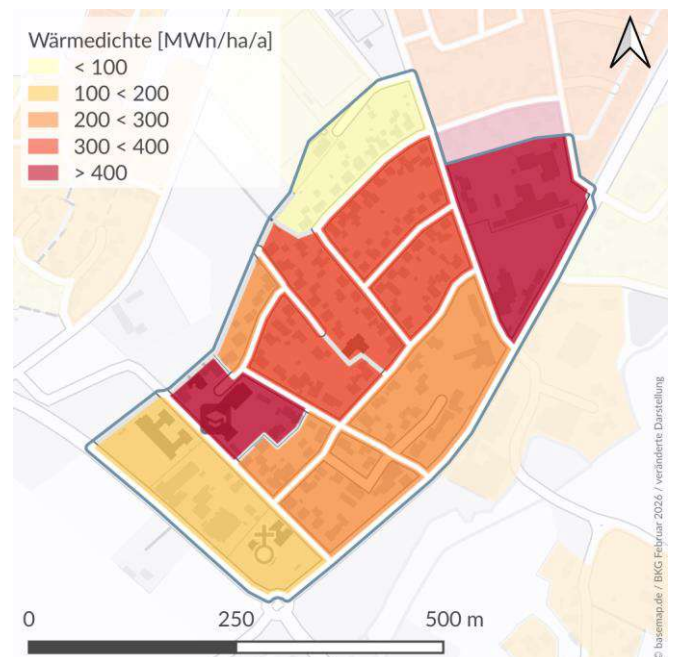 Wärmedichte [MWh/ha/a]
< 100
100 < 200
200 < 300
300 < 400
> 400
0 250 500 m
© basemap.de / BKG Februar 2026 / veränderte Darstellung